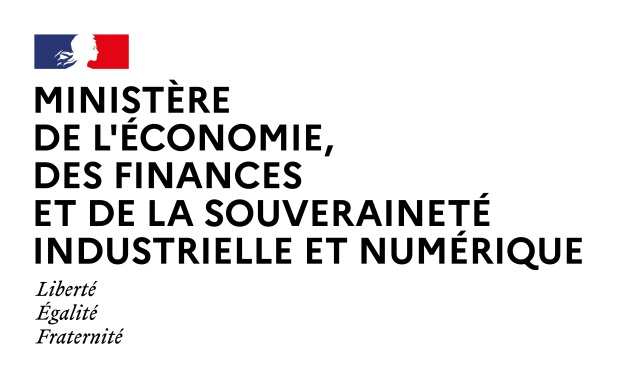 MINISTÈRE
DE L'ÉCONOMIE,
DES FINANCES
ET DE LA SOUVERAINETÉ
INDUSTRIELLE ET NUMÉRIQUE
Liberté
Égalité
Fraternité